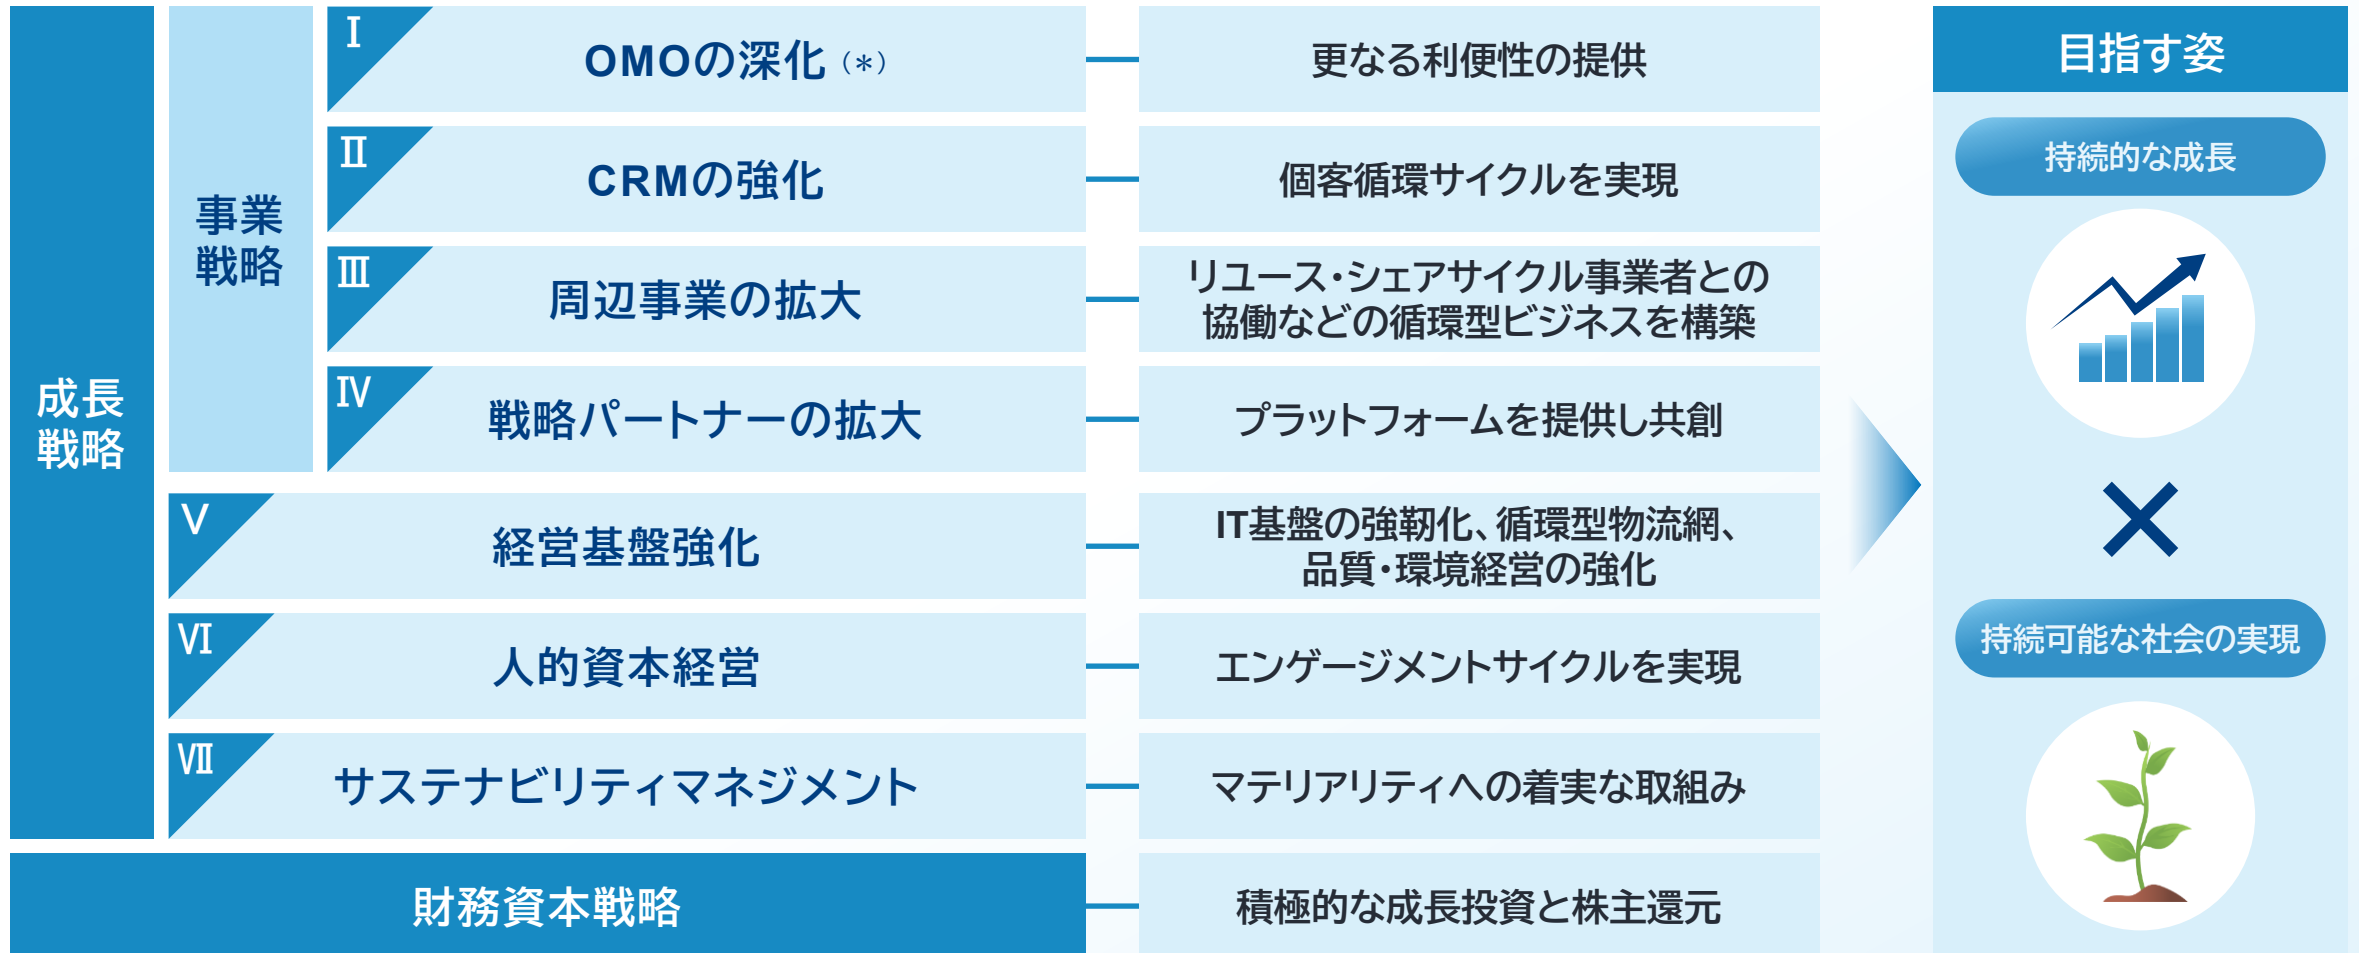 成長
戦略
事業
戦略
Ⅰ
OMOの深化（＊）
更なる利便性の提供
Ⅱ
CRMの強化
個客循環サイクルを実現
Ⅲ
周辺事業の拡大
リユース・シェアサイクル事業者との
協働などの循環型ビジネスを構築
Ⅳ
戦略パートナーの拡大
プラットフォームを提供し共創
Ⅴ
経営基盤強化
IT基盤の強靭化、循環型物流網、
品質・環境経営の強化
Ⅵ
人的資本経営
エンゲージメントサイクルを実現
Ⅶ
サステナビリティマネジメント
マテリアリティへの着実な取組み
財務資本戦略
積極的な成長投資と株主還元
目指す姿
持続的な成長
×
持続可能な社会の実現